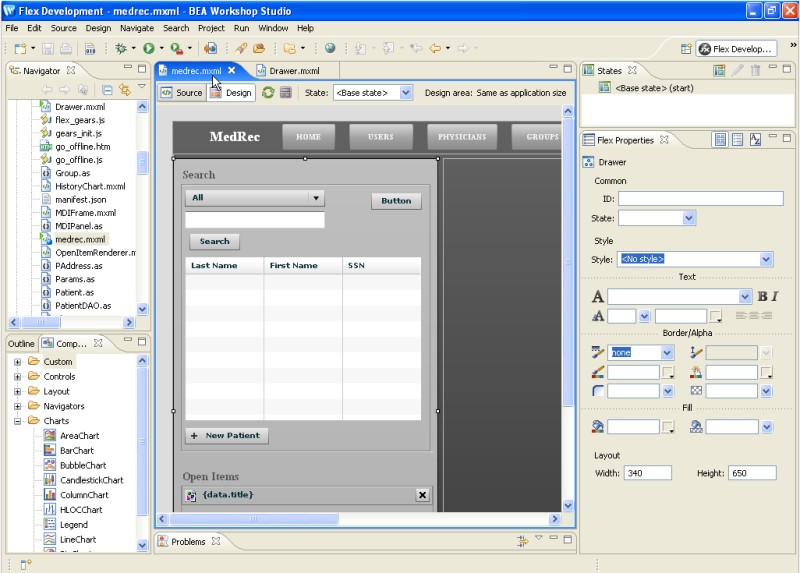 Flex Development - medrec.mxml - BEA Workshop Studio
File Edit Source Design Navigate Search Project Run Window Help
Flex Develop...
Navigator
Drawer.mxml
flex_gears.js
gears_init.js
go_offline.htm
go_offline.js
Group.as
HistoryChart.mxml
manifest.json
MDIFrame.mxml
MDIPanel.as
medrec.mxml
OpenItemRenderer.m
PAddress.as
Params.as
Patient.as
PatientDAO.as
Outline Comp...
Custom
Controls
Layout
Navigators
Charts
AreaChart
BarChart
BubbleChart
CandlestickChart
ColumnChart
HLOCChart
Legend
LineChart
medrec.mxml Drawer.mxml
Source Design State: <Base state> Design area: Same as application size
MedRec HOME USERS PHYSICIANS GROUPS
Search
All
Button
Search
Last Name First Name SSN
+ New Patient
Open Items
{data.title}
Problems
States
<Base state> (start)
Flex Properties
Drawer
Common
ID:
State:
Style
Style: <No style>
Text
A B I
A
Border/Alpha
none
Fill
Layout
Width: 340 Height: 650